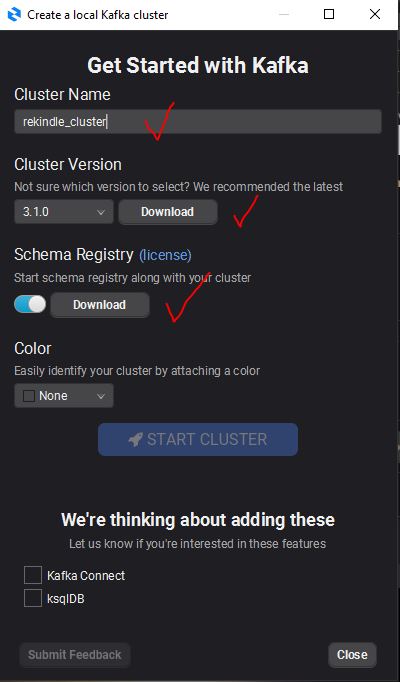 Create a local Kafka cluster
Get Started with Kafka
Cluster Name
rekindle_cluster
Cluster Version
Not sure which version to select? We recommended the latest
3.1.0
Download
Schema Registry (license)
Start schema registry along with your cluster
Download
Color
Easily identify your cluster by attaching a color
None
START CLUSTER
We're thinking about adding these
Let us know if you're interested in these features
Kafka Connect
ksqlDB
Submit Feedback
Close